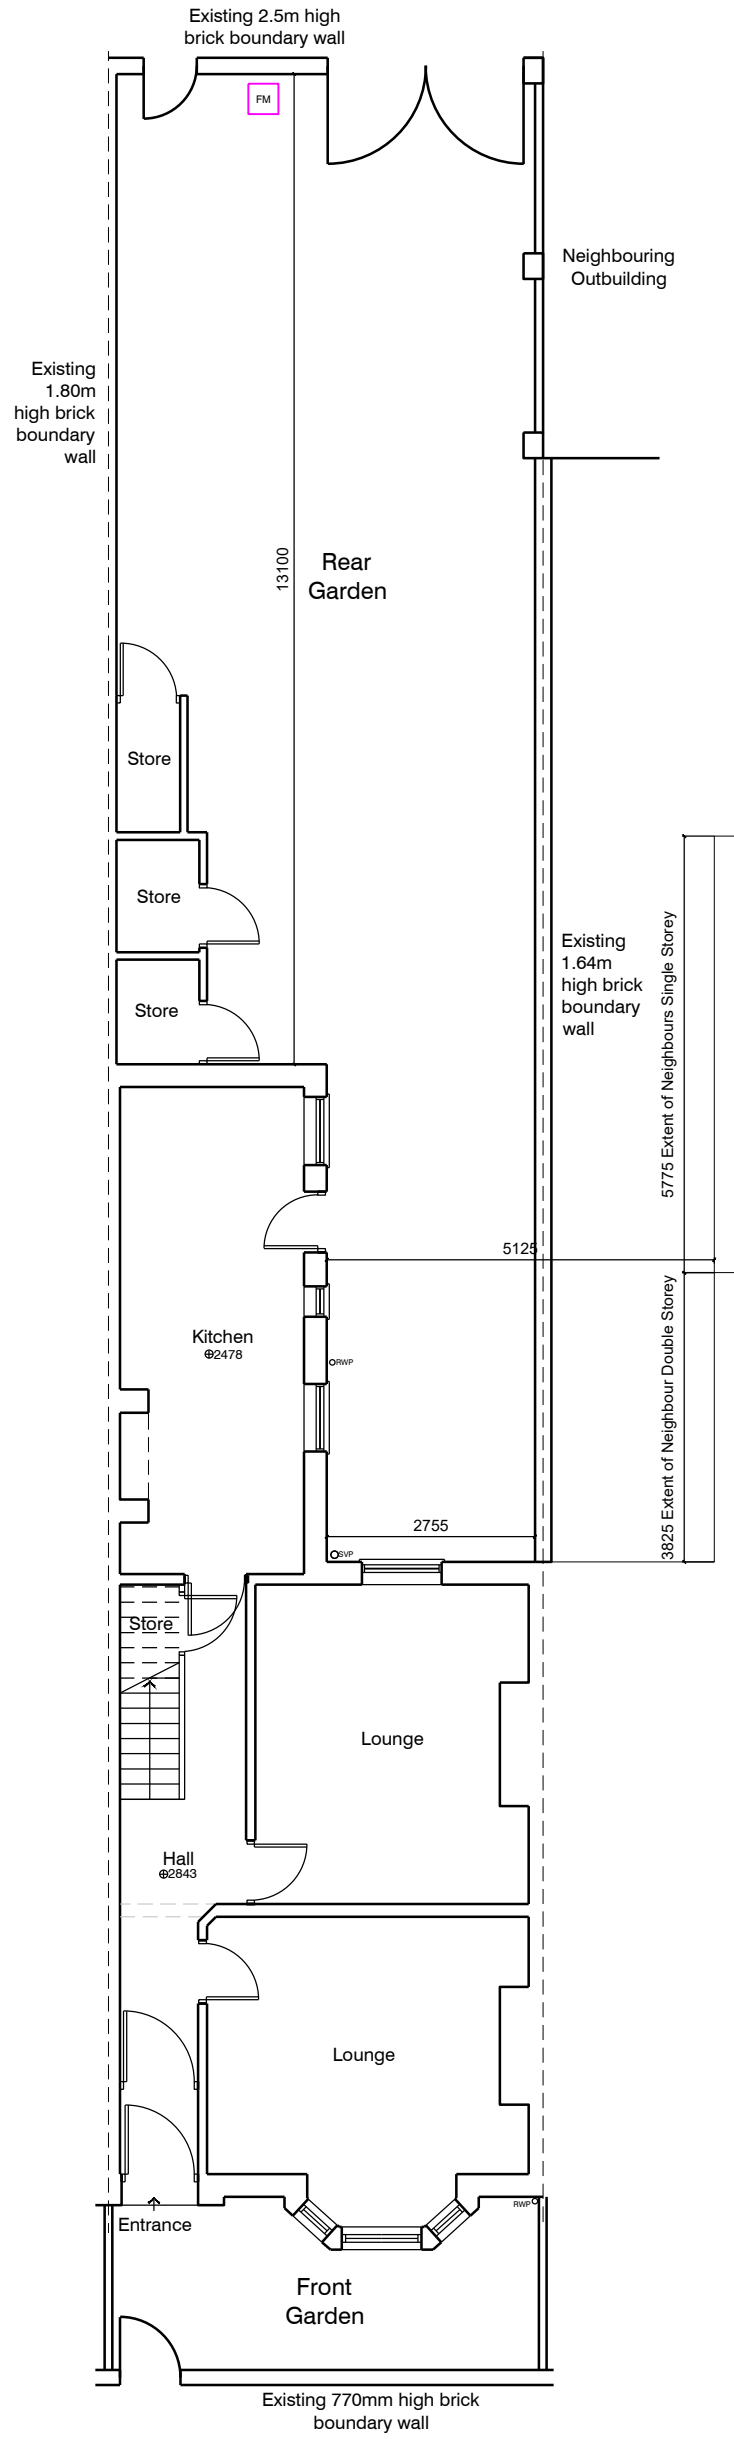 Existing 2.5m high
brick boundary wall
FM
Neighbouring
Outbuilding
Existing
1.80m
high brick
boundary
wall
13100
Rear
Garden
Store
Store
Existing
1.64m
high brick
boundary
wall
5775 Extent of Neighbours Single Storey
Store
5125
3825 Extent of Neighbour Double Storey
Kitchen
2478
RWP
2755
SVP
Store
Lounge
Hall
2843
Lounge
RWP
Entrance
Front
Garden
Existing 770mm high brick
boundary wall